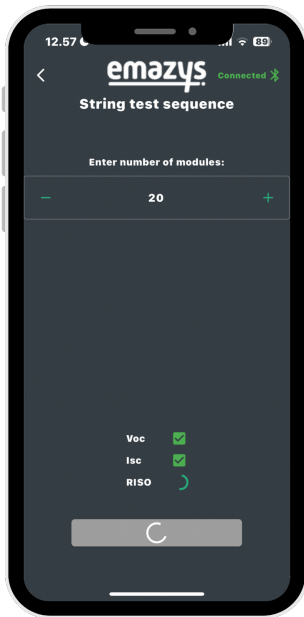 12.57
89
emazys
Connected
String test sequence
Enter number of modules:
− 20 +
Voc
Isc
RISO